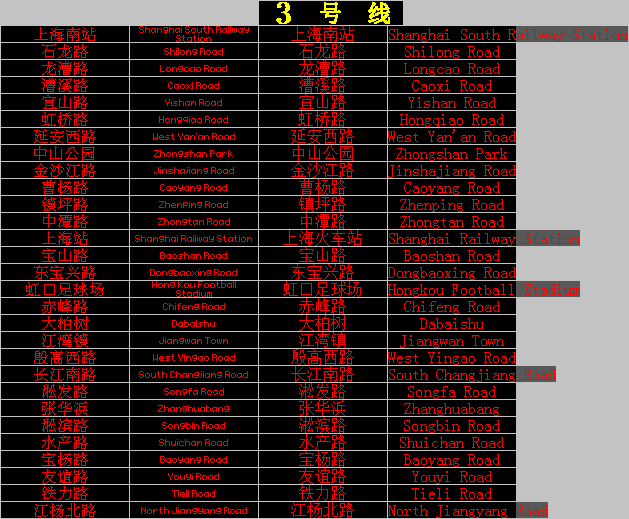 3 号 线
上海南站 Shanghai South Railway Station 上海南站 Shanghai South Railway Station
石龙路 Shilong Road 石龙路 Shilong Road
龙漕路 Longcao Road 龙漕路 Longcao Road
漕溪路 Caoxi Road 漕溪路 Caoxi Road
宜山路 Yishan Road 宜山路 Yishan Road
虹桥路 Hongqiao Road 虹桥路 Hongqiao Road
延安西路 West Yan'an Road 延安西路 West Yan'an Road
中山公园 Zhongshan Park 中山公园 Zhongshan Park
金沙江路 Jinshajiang Road 金沙江路 Jinshajiang Road
曹杨路 Caoyang Road 曹杨路 Caoyang Road
镜坪路 ZhenPing Road 镇坪路 Zhenping Road
中潭路 Zhongtan Road 中潭路 Zhongtan Road
上海站 Shanghai Railway Station 上海火车站 Shanghai Railway Station
宝山路 Baoshan Road 宝山路 Baoshan Road
东宝兴路 Dongbaoxing Road 东宝兴路 Dongbaoxing Road
虹口足球场 Hong Kou Football Stadium 虹口足球场 Hongkou Football Stadium
赤峰路 Chifeng Road 赤峰路 Chifeng Road
大柏树 Dabaishu 大柏树 Dabaishu
江湾镜 Jiangwan Town 江湾镇 Jiangwan Town
殷高西路 West Yingao Road 殷高西路 West Yingao Road
长江南路 South Changjiang Road 长江南路 South Changjiang Road
淞发路 Songfa Road 淞发路 Songfa Road
张华浜 Zhanghuabang 张华浜 Zhanghuabang
淞滨路 Songbin Road 淞滨路 Songbin Road
水产路 Shuichan Road 水产路 Shuichan Road
宝杨路 BaoYang Road 宝杨路 Baoyang Road
友谊路 YouYi Road 友谊路 Youyi Road
铁力路 Tieli Road 铁力路 Tieli Road
江杨北路 North JiangYang Road 江杨北路 North Jiangyang Road